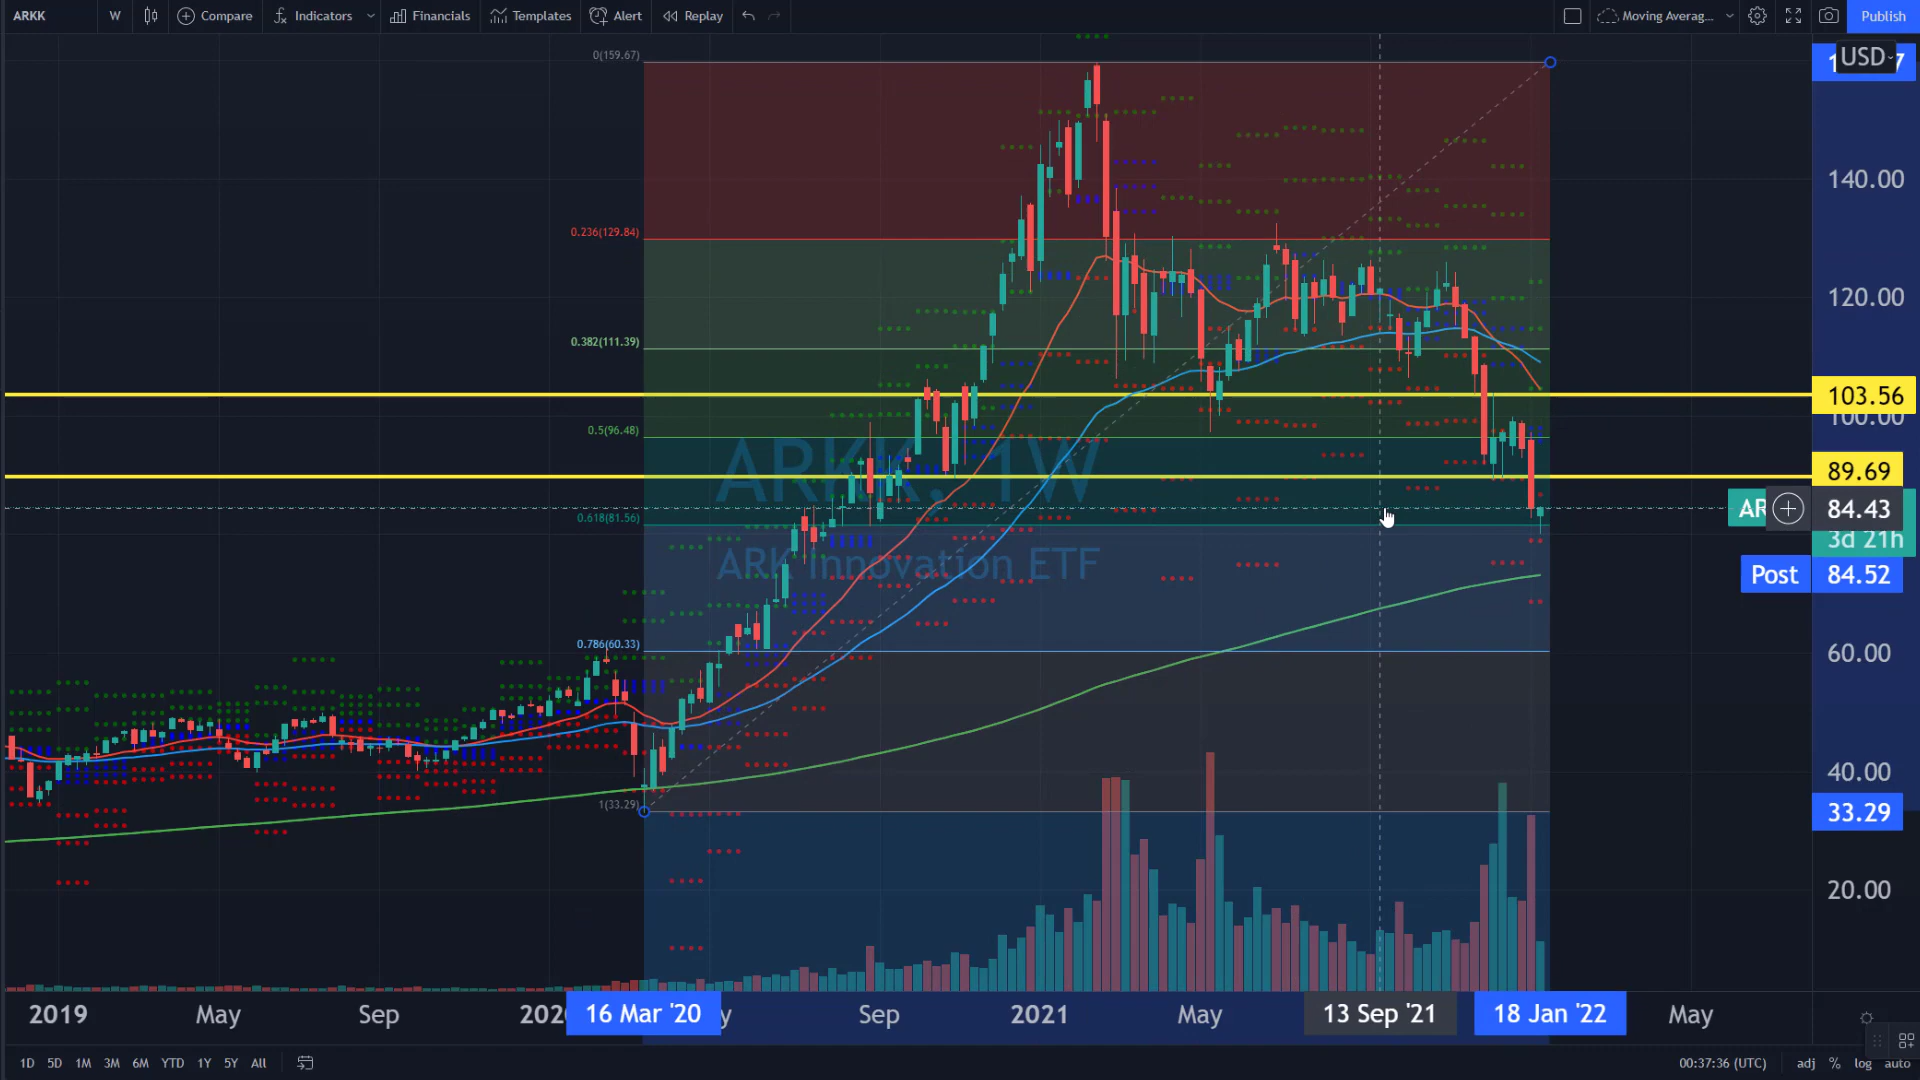 ARKK W Compare Indicators Financials Templates Alert Replay Moving Averag... Publish
USD
0(159.67)
140.00
0.236(129.84)
120.00
0.382(111.39)
103.56
100.00
0.5(96.48)
ARKK, 1W
89.69
84.43
0.618(81.56)
3d 21h
ARK Innovation ETF
Post 84.52
0.786(60.33)
60.00
40.00
1(33.29)
33.29
20.00
2019 May Sep 16 Mar '20 Sep 2021 May 13 Sep '21 18 Jan '22 May
1D 5D 1M 3M 6M YTD 1Y 5Y All 00:37:36 (UTC) adj % log auto